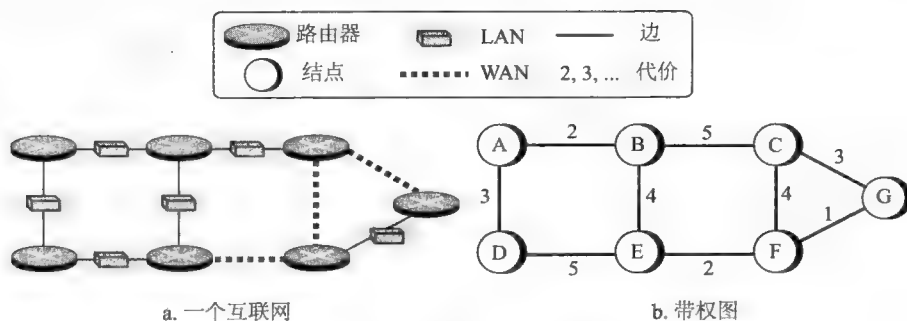 路由器 LAN 边
结点 WAN 2, 3, ... 代价
A 2 B 5 C
3
G
3 4 4 1
D 5 E 2 F
a. 一个互联网 b. 带权图